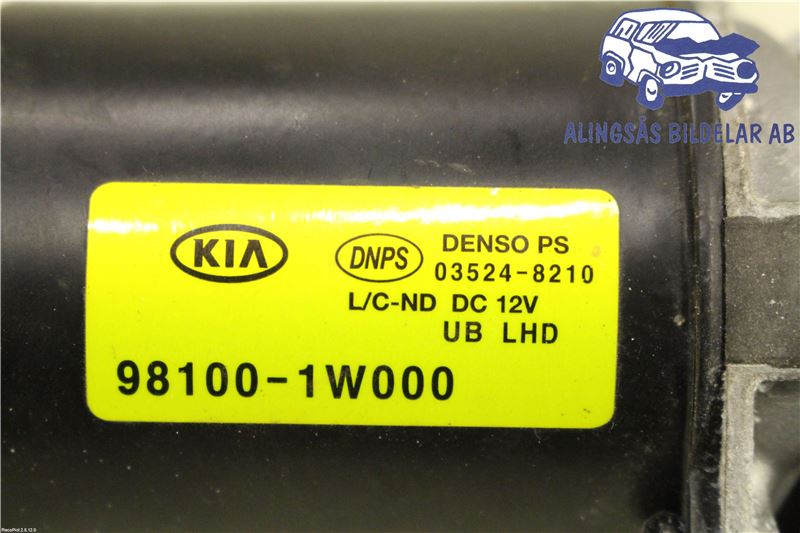 ALINGSÅS BILDELAR AB
KIA
DNPS
DENSO PS
03524-8210
L/C-ND DC 12V
UB LHD
98100-1W000